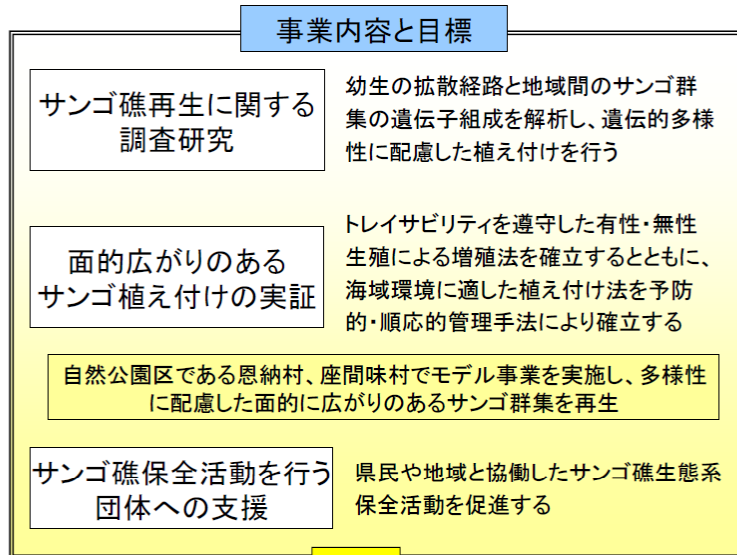 事業内容と目標
サンゴ礁再生に関する
調査研究
幼生の拡散経路と地域間のサンゴ群
集の遺伝子組成を解析し、遺伝的多様
性に配慮した植え付けを行う
面的広がりのある
サンゴ植え付けの実証
トレイサビリティを遵守した有性・無性
生殖による増殖法を確立するとともに、
海域環境に適した植え付け法を予防
的・順応的管理手法により確立する
自然公園区である恩納村、座間味村でモデル事業を実施し、多様性
に配慮した面的に広がりのあるサンゴ群集を再生
サンゴ礁保全活動を行う
団体への支援
県民や地域と協働したサンゴ礁生態系
保全活動を促進する